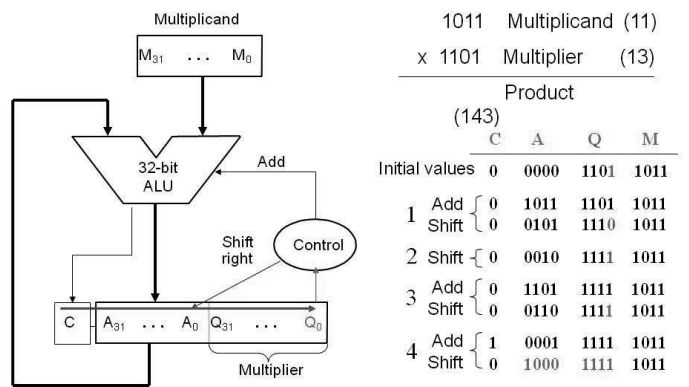 Multiplicand
M31 ... M0
32-bit
ALU
Add
Shift
right
Control
C A31 ... A0 Q31 ... Q0
Multiplier
1011 Multiplicand (11)
x 1101 Multiplier (13)
Product
(143)
C A Q M
Initial values 0 0000 1101 1011
1 Add 0 1011 1101 1011
Shift 0 0101 1110 1011
2 Shift 0 0010 1111 1011
3 Add 0 1101 1111 1011
Shift 0 0110 1111 1011
4 Add 1 0001 1111 1011
Shift 0 1000 1111 1011